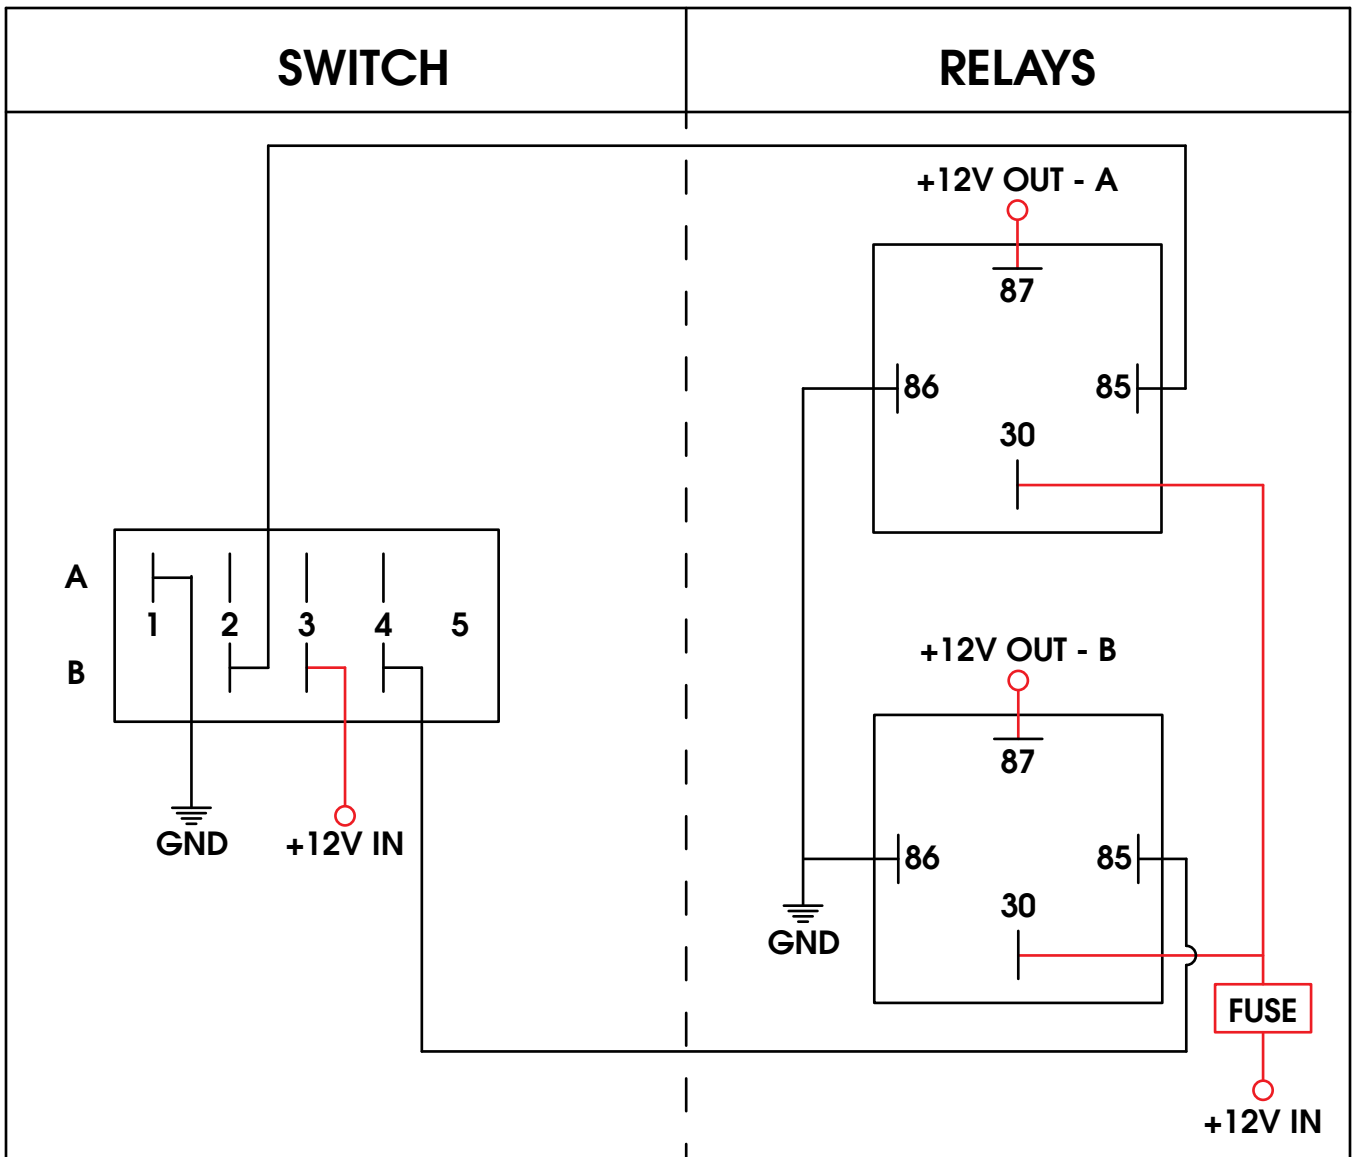 SWITCH
RELAYS
+12V OUT - A
87
86
85
30
A
1 2 3 4 5
B
GND
+12V IN
+12V OUT - B
87
86
85
30
GND
FUSE
+12V IN